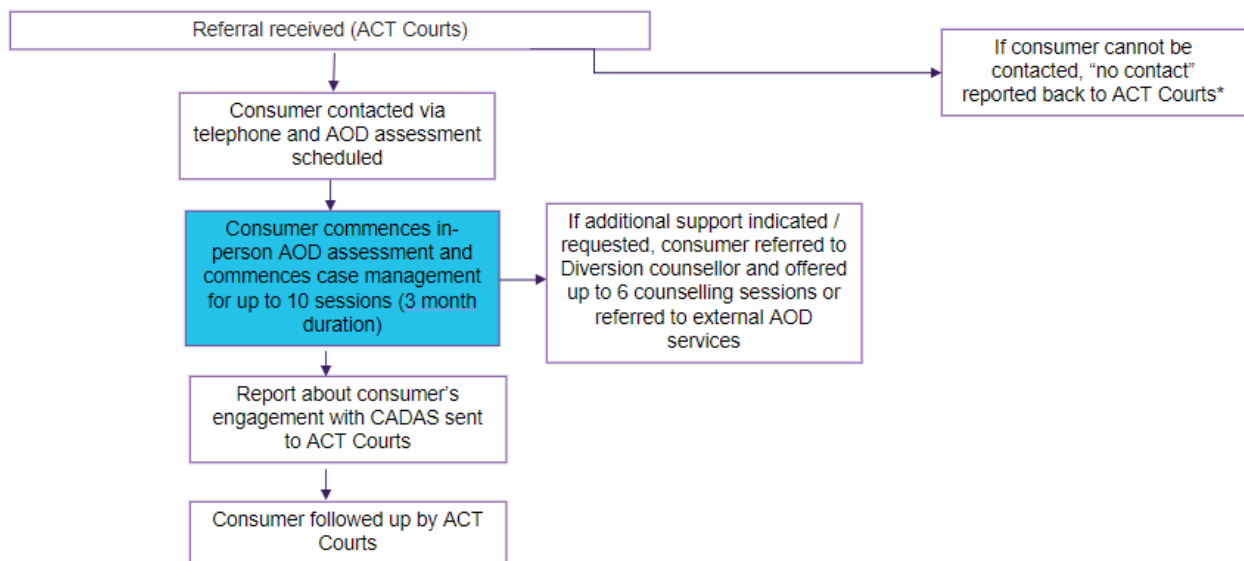 Referral received (ACT Courts)
If consumer cannot be
contacted, “no contact”
reported back to ACT Courts*
Consumer contacted via
telephone and AOD assessment
scheduled
Consumer commences in-
person AOD assessment and
commences case management
for up to 10 sessions (3 month
duration)
If additional support indicated /
requested, consumer referred to
Diversion counsellor and offered
up to 6 counselling sessions or
referred to external AOD
services
Report about consumer’s
engagement with CADAS sent
to ACT Courts
Consumer followed up by ACT
Courts